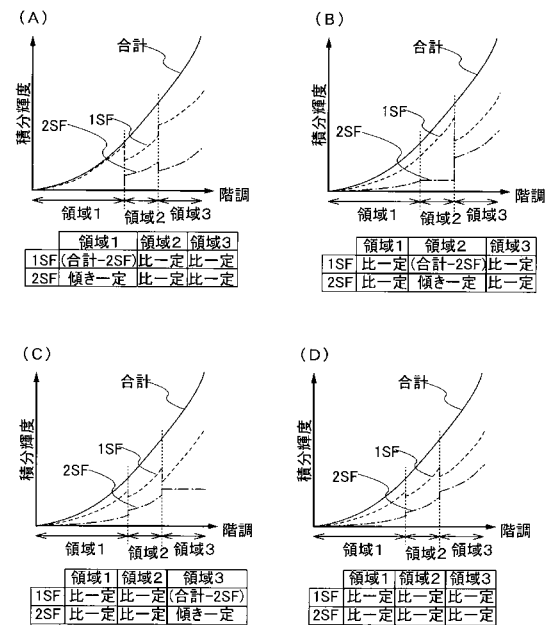 (A)
積分輝度
合計
1SF
2SF
階調
領域1 領域2 領域3
領域1 領域2 領域3
1SF (合計-2SF) 比一定 比一定
2SF 傾き一定 比一定 比一定
(B)
積分輝度
合計
1SF
2SF
階調
領域1 領域2 領域3
領域1 領域2 領域3
1SF 比一定 (合計-2SF) 比一定
2SF 比一定 傾き一定 比一定
(C)
積分輝度
合計
1SF
2SF
階調
領域1 領域2 領域3
領域1 領域2 領域3
1SF 比一定 比一定 (合計-2SF)
2SF 比一定 比一定 傾き一定
(D)
積分輝度
合計
1SF
2SF
階調
領域1 領域2 領域3
領域1 領域2 領域3
1SF 比一定 比一定 比一定
2SF 比一定 比一定 比一定